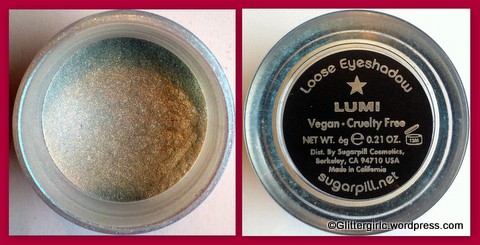 Loose Eyeshadow
LUMI
Vegan • Cruelty Free
NET WT. 6g e 0.21 OZ.
12M
Dist. By Sugarpill Cosmetics,
Berkeley, CA 94710 USA
Made in California
sugarpill.net
©Glittergirlc.wordpress.com